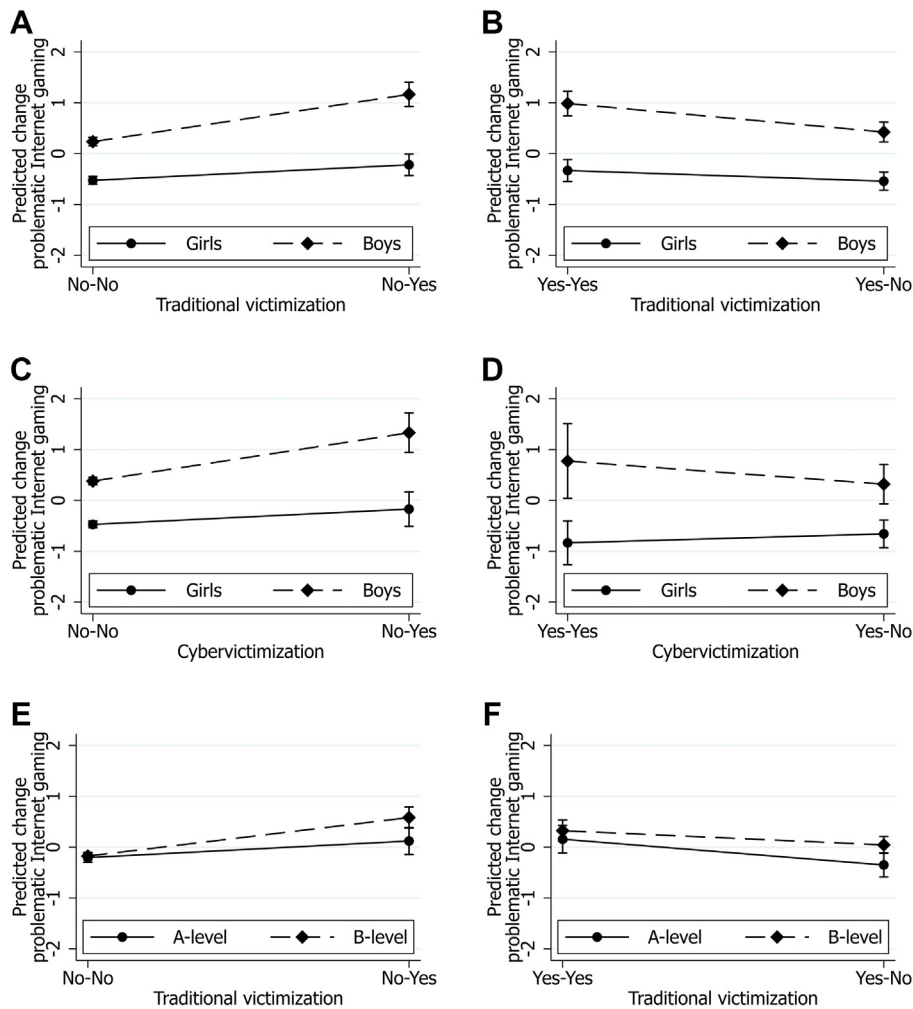 A
Predicted change
problematic Internet gaming
2
1
0
-1
-2
Girls
Boys
No-No
No-Yes
Traditional victimization
B
Predicted change
problematic Internet gaming
2
1
0
-1
-2
Girls
Boys
Yes-Yes
Yes-No
Traditional victimization
C
Predicted change
problematic Internet gaming
2
1
0
-1
-2
Girls
Boys
No-No
No-Yes
Cybervictimization
D
Predicted change
problematic Internet gaming
2
1
0
-1
-2
Girls
Boys
Yes-Yes
Yes-No
Cybervictimization
E
Predicted change
problematic Internet gaming
2
1
0
-1
-2
A-level
B-level
No-No
No-Yes
Traditional victimization
F
Predicted change
problematic Internet gaming
2
1
0
-1
-2
A-level
B-level
Yes-Yes
Yes-No
Traditional victimization